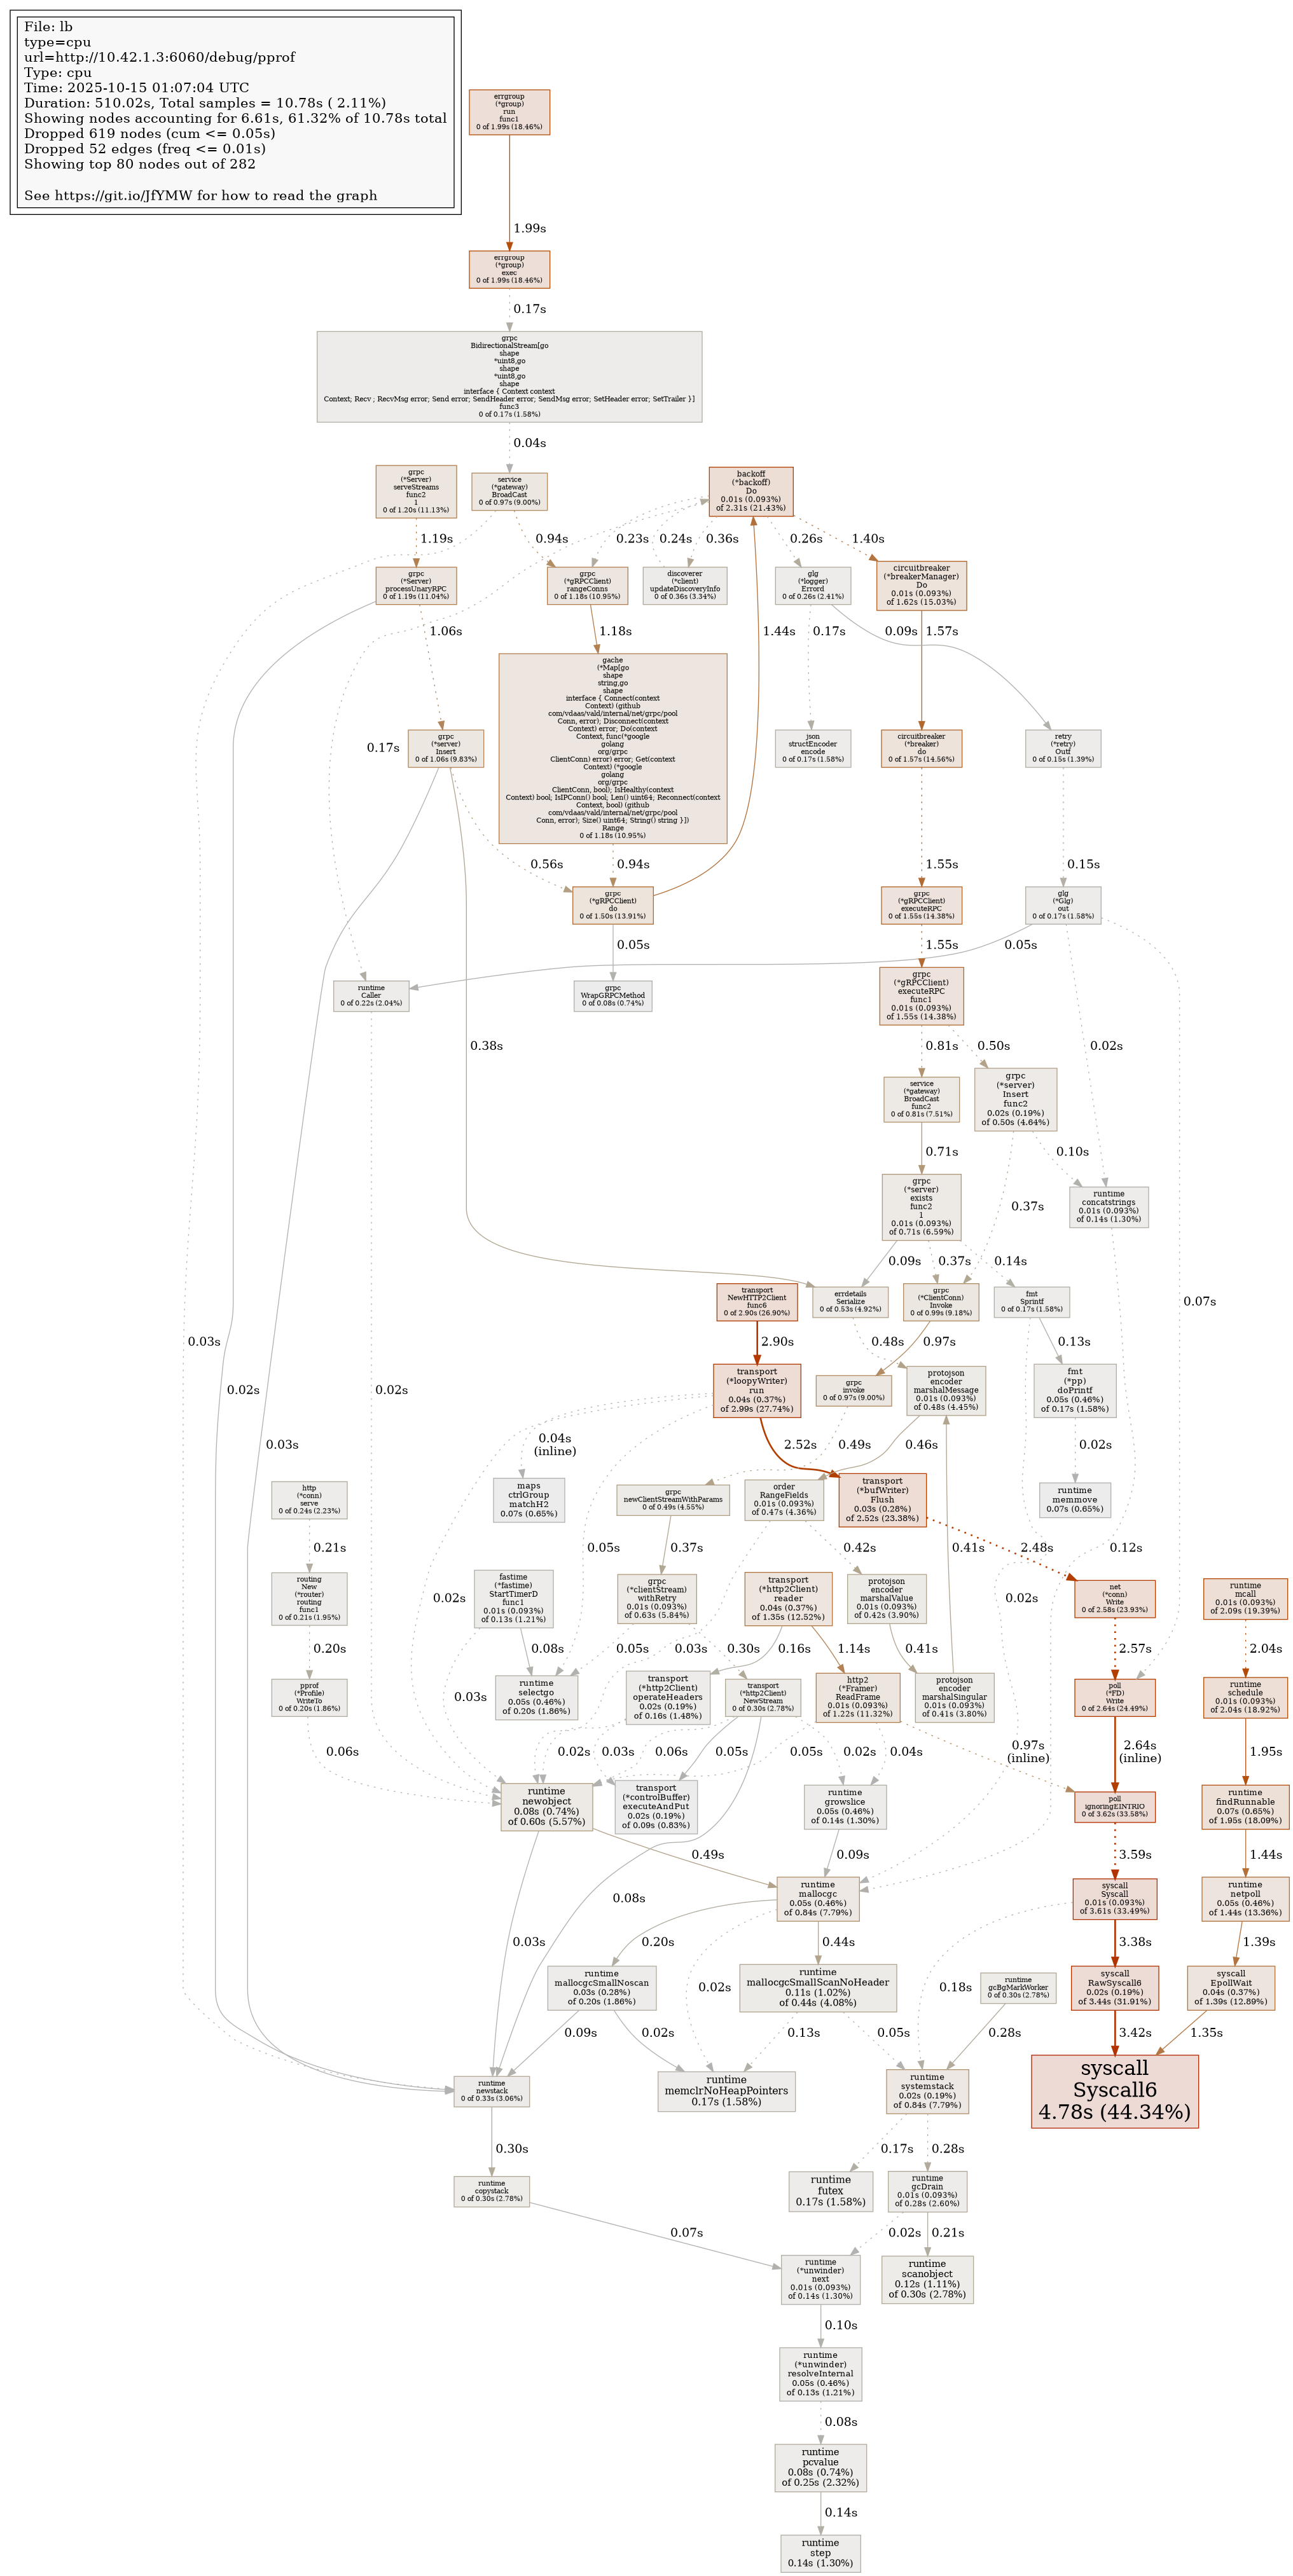 File: lb
type=cpu
url=http://10.42.1.3:6060/debug/pprof
Type: cpu
Time: 2025-10-15 01:07:04 UTC
Duration: 510.02s, Total samples = 10.78s ( 2.11%)
Showing nodes accounting for 6.61s, 61.32% of 10.78s total
Dropped 619 nodes (cum <= 0.05s)
Dropped 52 edges (freq <= 0.01s)
Showing top 80 nodes out of 282
See https://git.io/JfYMW for how to read the graph
errgroup
(*group)
run
func1
0 of 1.99s (18.46%)
1.99s
errgroup
(*group)
exec
0 of 1.99s (18.46%)
0.17s
grpc
BidirectionalStream[go
shape
*uint8,go
shape
*uint8,go
shape
interface { Context context
Context; Recv ; RecvMsg error; Send error; SendHeader error; SendMsg error; SetHeader error; SetTrailer }]
func3
0 of 0.17s (1.58%)
0.04s
grpc
(*Server)
serveStreams
func2
1
0 of 1.20s (11.13%)
service
(*gateway)
BroadCast
0 of 0.97s (9.00%)
backoff
(*backoff)
Do
0.01s (0.093%)
of 2.31s (21.43%)
1.19s
0.94s
0.23s
0.24s
0.36s
0.26s
1.40s
grpc
(*Server)
processUnaryRPC
0 of 1.19s (11.04%)
grpc
(*gRPCClient)
rangeConns
0 of 1.18s (10.95%)
discoverer
(*client)
updateDiscoveryInfo
0 of 0.36s (3.34%)
glg
(*logger)
Errord
0 of 0.26s (2.41%)
circuitbreaker
(*breakerManager)
Do
0.01s (0.093%)
of 1.62s (15.03%)
1.06s
1.18s
1.44s
0.17s
0.09s
1.57s
gache
(*Map[go
shape
string,go
shape
interface { Connect(context
Context) (github
com/vdaas/vald/internal/net/grpc/pool
Conn, error); Disconnect(context
Context) error; Do(context
Context, func(*google
golang
org/grpc
ClientConn) error) error; Get(context
Context) (*google
golang
org/grpc
ClientConn, bool); IsHealthy(context
Context) bool; IsIPConn() bool; Len() uint64; Reconnect(context
Context, bool) (github
com/vdaas/vald/internal/net/grpc/pool
Conn, error); Size() uint64; String() string }])
Range
0 of 1.18s (10.95%)
0.17s
grpc
(*server)
Insert
0 of 1.06s (9.83%)
json
structEncoder
encode
0 of 0.17s (1.58%)
circuitbreaker
(*breaker)
do
0 of 1.57s (14.56%)
retry
(*retry)
Outf
0 of 0.15s (1.39%)
0.56s
0.94s
1.55s
0.15s
grpc
(*gRPCClient)
do
0 of 1.50s (13.91%)
grpc
(*gRPCClient)
executeRPC
0 of 1.55s (14.38%)
glg
(*Glg)
out
0 of 0.17s (1.58%)
0.05s
1.55s
0.05s
runtime
Caller
0 of 0.22s (2.04%)
grpc
WrapGRPCMethod
0 of 0.08s (0.74%)
grpc
(*gRPCClient)
executeRPC
func1
0.01s (0.093%)
of 1.55s (14.38%)
0.38s
0.81s
0.50s
0.02s
service
(*gateway)
BroadCast
func2
0 of 0.81s (7.51%)
grpc
(*server)
Insert
func2
0.02s (0.19%)
of 0.50s (4.64%)
0.71s
0.10s
grpc
(*server)
exists
func2
1
0.01s (0.093%)
of 0.71s (6.59%)
0.37s
runtime
concatstrings
0.01s (0.093%)
of 0.14s (1.30%)
0.09s
0.37s
0.14s
0.07s
transport
NewHTTP2Client
func6
0 of 2.90s (26.90%)
errdetails
Serialize
0 of 0.53s (4.92%)
grpc
(*ClientConn)
Invoke
0 of 0.99s (9.18%)
fmt
Sprintf
0 of 0.17s (1.58%)
0.03s
2.90s
0.48s
0.97s
0.13s
transport
(*loopyWriter)
run
0.04s (0.37%)
of 2.99s (27.74%)
grpc
invoke
0 of 0.97s (9.00%)
protojson
encoder
marshalMessage
0.01s (0.093%)
of 0.48s (4.45%)
fmt
(*pp)
doPrintf
0.05s (0.46%)
of 0.17s (1.58%)
0.02s
0.02s
0.03s
0.04s
(inline)
2.52s
0.49s
0.46s
0.02s
http
(*conn)
serve
0 of 0.24s (2.23%)
maps
ctrlGroup
matchH2
0.07s (0.65%)
grpc
newClientStreamWithParams
0 of 0.49s (4.55%)
order
RangeFields
0.01s (0.093%)
of 0.47s (4.36%)
transport
(*bufWriter)
Flush
0.03s (0.28%)
of 2.52s (23.38%)
runtime
memmove
0.07s (0.65%)
0.21s
0.05s
0.37s
0.42s
0.41s
2.48s
0.12s
routing
New
(*router)
routing
func1
0 of 0.21s (1.95%)
0.02s
fastime
(*fastime)
StartTimerD
func1
0.01s (0.093%)
of 0.13s (1.21%)
grpc
(*clientStream)
withRetry
0.01s (0.093%)
of 0.63s (5.84%)
transport
(*http2Client)
reader
0.04s (0.37%)
of 1.35s (12.52%)
protojson
encoder
marshalValue
0.01s (0.093%)
of 0.42s (3.90%)
0.02s
net
(*conn)
Write
0 of 2.58s (23.93%)
runtime
mcall
0.01s (0.093%)
of 2.09s (19.39%)
0.20s
0.08s
0.05s
0.03s
0.30s
0.16s
1.14s
0.41s
2.57s
2.04s
pprof
(*Profile)
WriteTo
0 of 0.20s (1.86%)
0.03s
runtime
selectgo
0.05s (0.46%)
of 0.20s (1.86%)
transport
(*http2Client)
operateHeaders
0.02s (0.19%)
of 0.16s (1.48%)
transport
(*http2Client)
NewStream
0 of 0.30s (2.78%)
http2
(*Framer)
ReadFrame
0.01s (0.093%)
of 1.22s (11.32%)
protojson
encoder
marshalSingular
0.01s (0.093%)
of 0.41s (3.80%)
poll
(*FD)
Write
0 of 2.64s (24.49%)
runtime
schedule
0.01s (0.093%)
of 2.04s (18.92%)
0.06s
0.02s
0.03s
0.06s
0.05s
0.05s
0.02s
0.04s
0.97s
(inline)
2.64s
(inline)
1.95s
runtime
newobject
0.08s (0.74%)
of 0.60s (5.57%)
transport
(*controlBuffer)
executeAndPut
0.02s (0.19%)
of 0.09s (0.83%)
runtime
growslice
0.05s (0.46%)
of 0.14s (1.30%)
poll
ignoringEINTRIO
0 of 3.62s (33.58%)
runtime
findRunnable
0.07s (0.65%)
of 1.95s (18.09%)
0.49s
0.09s
3.59s
1.44s
0.03s
0.08s
runtime
mallocgc
0.05s (0.46%)
of 0.84s (7.79%)
syscall
Syscall
0.01s (0.093%)
of 3.61s (33.49%)
runtime
netpoll
0.05s (0.46%)
of 1.44s (13.36%)
0.20s
0.44s
3.38s
1.39s
runtime
mallocgcSmallNoscan
0.03s (0.28%)
of 0.20s (1.86%)
0.02s
runtime
mallocgcSmallScanNoHeader
0.11s (1.02%)
of 0.44s (4.08%)
0.18s
runtime
gcBgMarkWorker
0 of 0.30s (2.78%)
syscall
RawSyscall6
0.02s (0.19%)
of 3.44s (31.91%)
syscall
EpollWait
0.04s (0.37%)
of 1.39s (12.89%)
0.09s
0.02s
0.13s
0.05s
0.28s
3.42s
1.35s
runtime
newstack
0 of 0.33s (3.06%)
runtime
memclrNoHeapPointers
0.17s (1.58%)
runtime
systemstack
0.02s (0.19%)
of 0.84s (7.79%)
syscall
Syscall6
4.78s (44.34%)
0.30s
0.17s
0.28s
runtime
copystack
0 of 0.30s (2.78%)
runtime
futex
0.17s (1.58%)
runtime
gcDrain
0.01s (0.093%)
of 0.28s (2.60%)
0.07s
0.02s
0.21s
runtime
(*unwinder)
next
0.01s (0.093%)
of 0.14s (1.30%)
runtime
scanobject
0.12s (1.11%)
of 0.30s (2.78%)
0.10s
runtime
(*unwinder)
resolveInternal
0.05s (0.46%)
of 0.13s (1.21%)
0.08s
runtime
pcvalue
0.08s (0.74%)
of 0.25s (2.32%)
0.14s
runtime
step
0.14s (1.30%)